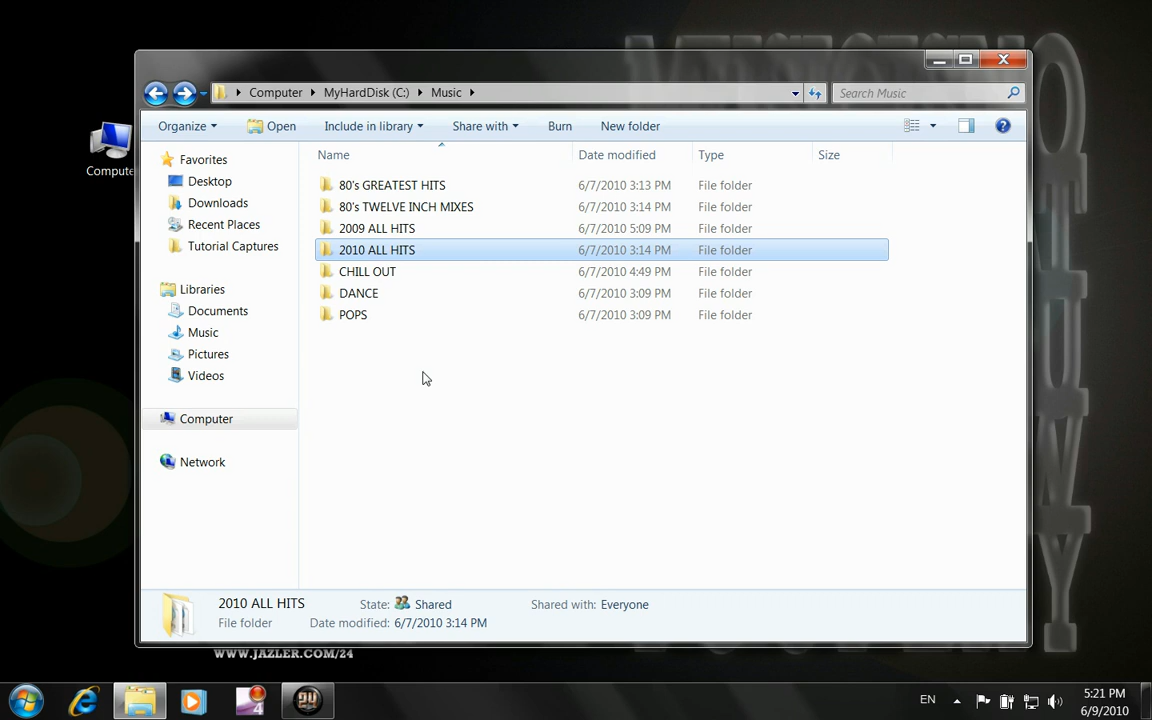 Computer
MyHardDisk (C:)
Music
Search Music
Organize
Open
Include in library
Share with
Burn
New folder
Favorites
Desktop
Downloads
Recent Places
Tutorial Captures
Libraries
Documents
Music
Pictures
Videos
Computer
Network
Name Date modified Type Size
80's GREATEST HITS 6/7/2010 3:13 PM File folder
80's TWELVE INCH MIXES 6/7/2010 3:14 PM File folder
2009 ALL HITS 6/7/2010 5:09 PM File folder
2010 ALL HITS 6/7/2010 3:14 PM File folder
CHILL OUT 6/7/2010 4:49 PM File folder
DANCE 6/7/2010 3:09 PM File folder
POPS 6/7/2010 3:09 PM File folder
2010 ALL HITS State: Shared Shared with: Everyone
File folder Date modified: 6/7/2010 3:14 PM
WWW.JAZLER.COM/24
EN
5:21 PM
6/9/2010